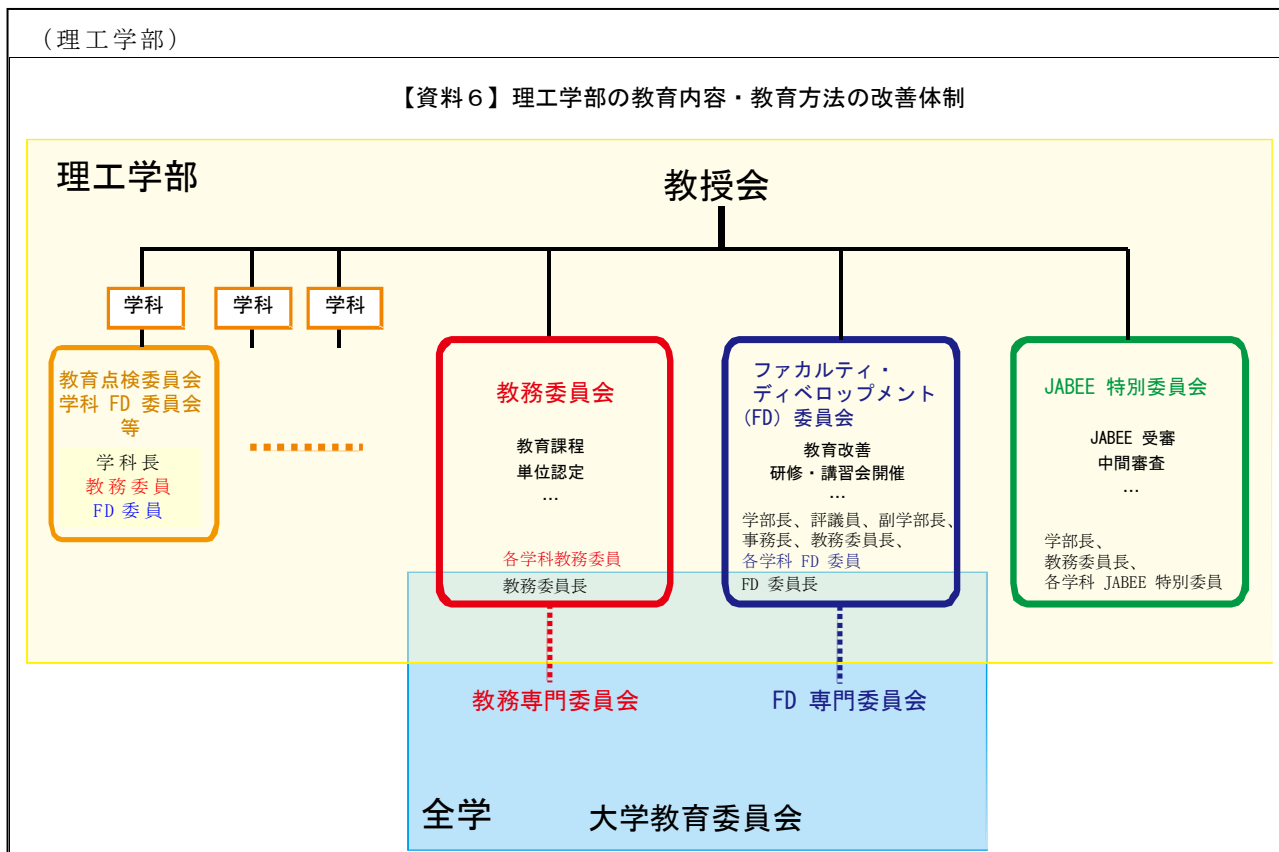 （理工学部）
【資料６】理工学部の教育内容・教育方法の改善体制
理工学部
教授会
学科
学科
学科
教育点検委員会
学科 FD 委員会
等
学科長
教務委員
FD 委員
教務委員会
教育課程
単位認定
…
各学科教務委員
教務委員長
ファカルティ・
ディベロップメント
(FD) 委員会
教育改善
研修・講習会開催
…
学部長、評議員、副学部長、
事務長、教務委員長、
各学科 FD 委員
FD 委員長
JABEE 特別委員会
JABEE 受審
中間審査
…
学部長、
教務委員長、
各学科 JABEE 特別委員
教務専門委員会
FD 専門委員会
全学
大学教育委員会